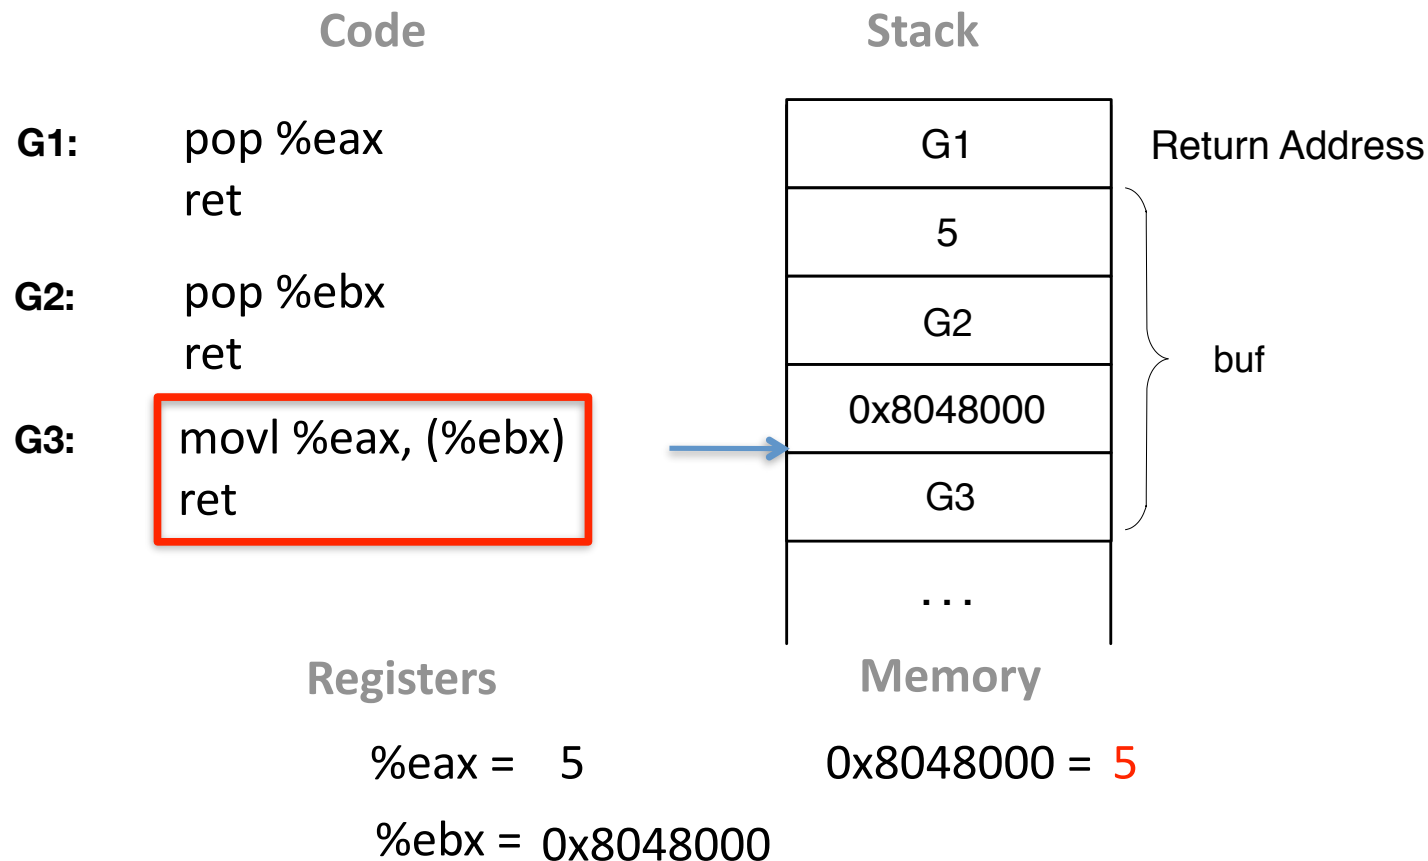 Code
G1: pop %eax
ret
G2: pop %ebx
ret
G3: movl %eax, (%ebx)
ret
Stack
G1 Return Address
5
G2
0x8048000
G3
...
buf
Registers
%eax = 5
%ebx = 0x8048000
Memory
0x8048000 = 5